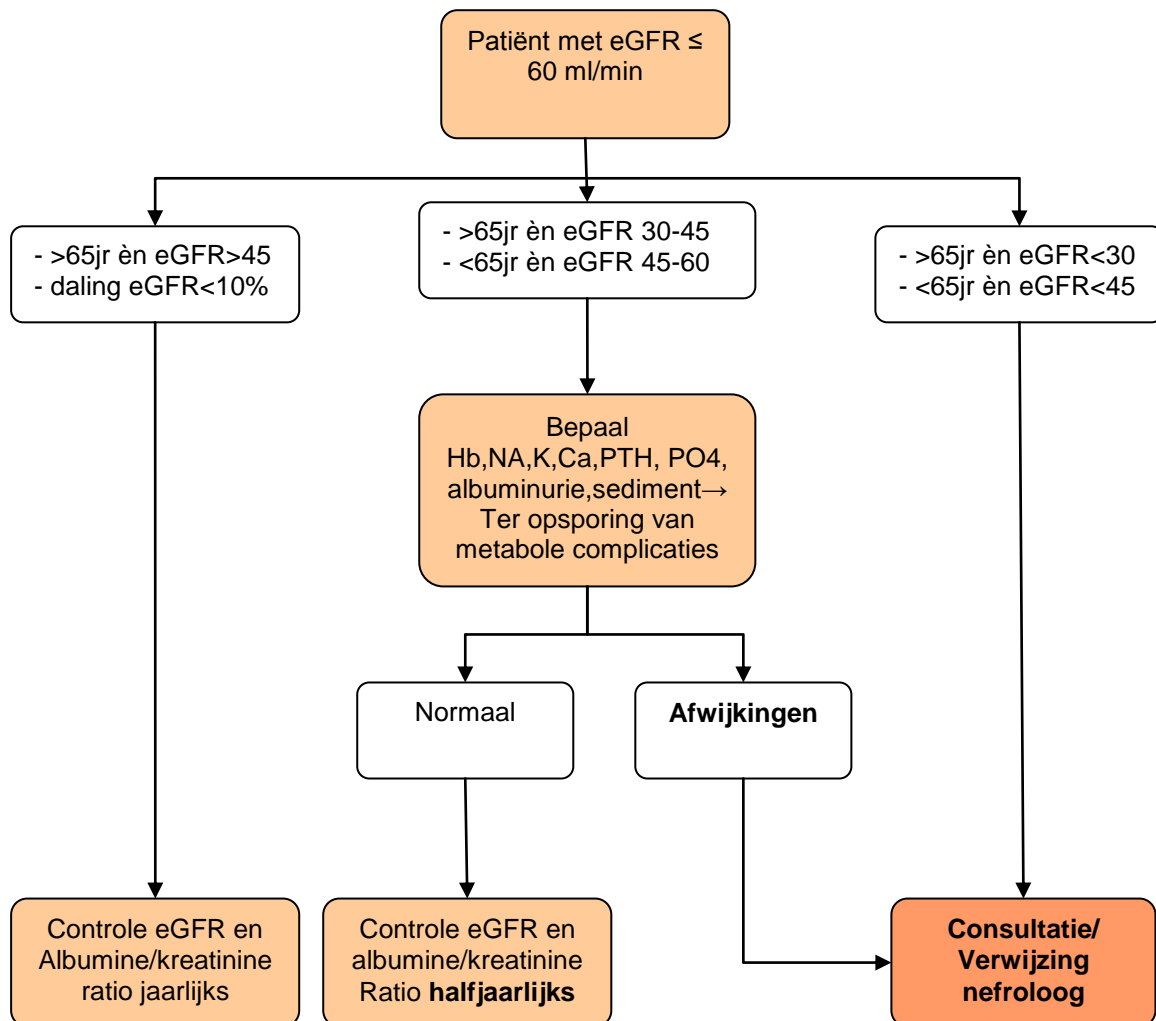 Patiënt met eGFR ≤
60 ml/min
- >65jr èn eGFR>45
- daling eGFR<10%
- >65jr èn eGFR 30-45
- <65jr èn eGFR 45-60
- >65jr èn eGFR<30
- <65jr èn eGFR<45
Bepaal
Hb,NA,K,Ca,PTH, PO4,
albuminurie,sediment→
Ter opsporing van
metabole complicaties
Normaal
Afwijkingen
Controle eGFR en
Albumine/kreatinine
ratio jaarlijks
Controle eGFR en
albumine/kreatinine
Ratio halfjaarlijks
Consultatie/
Verwijzing
nefroloog